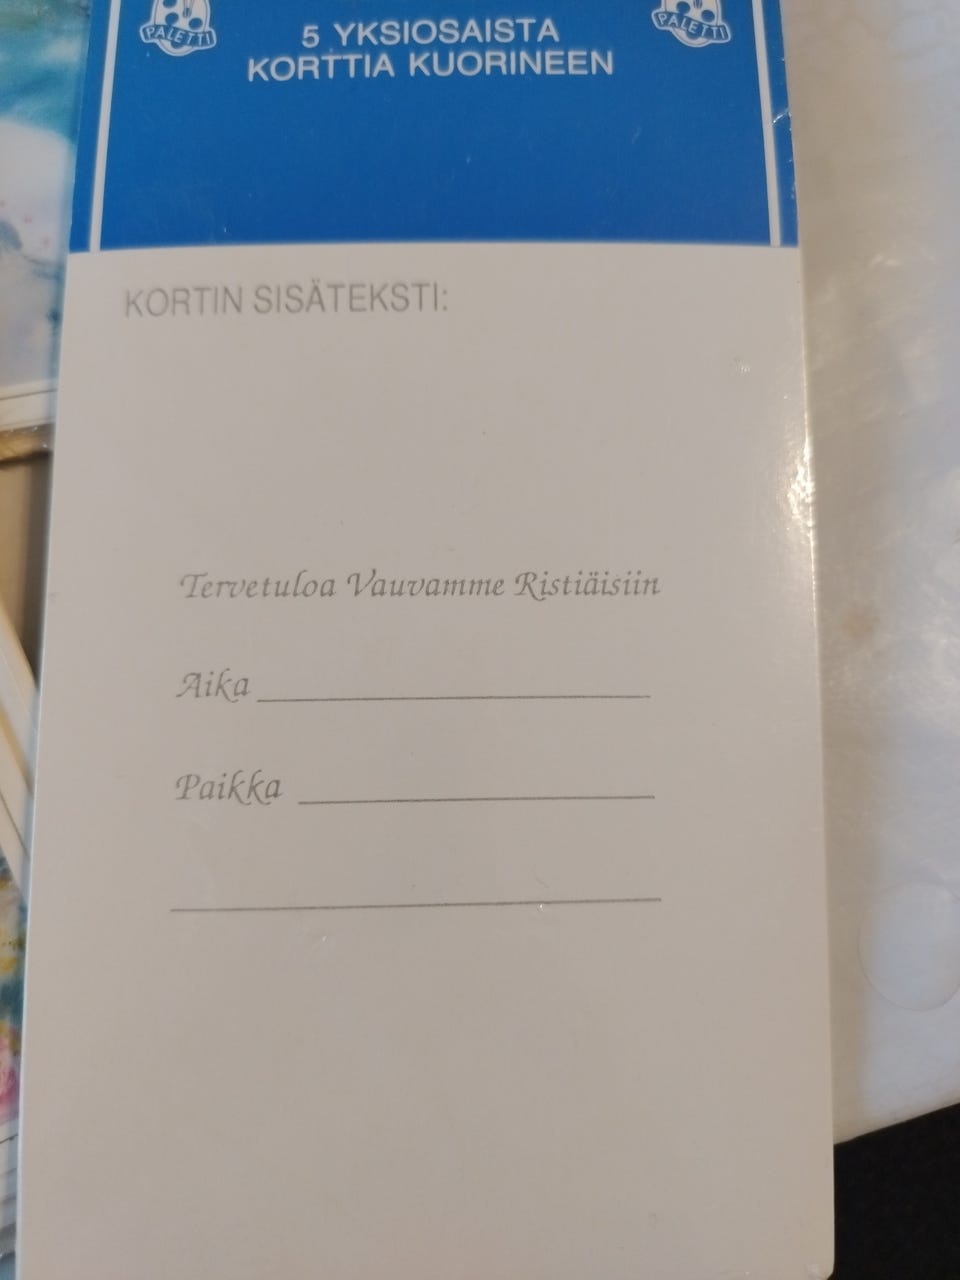 PALETTI
PALETTI
5 YKSIOSAISTA
KORTTIA KUORINEEN
KORTIN SISÄTEKSTI:
Tervetuloa Vauvamme Ristiäisiin
Aika
Paikka